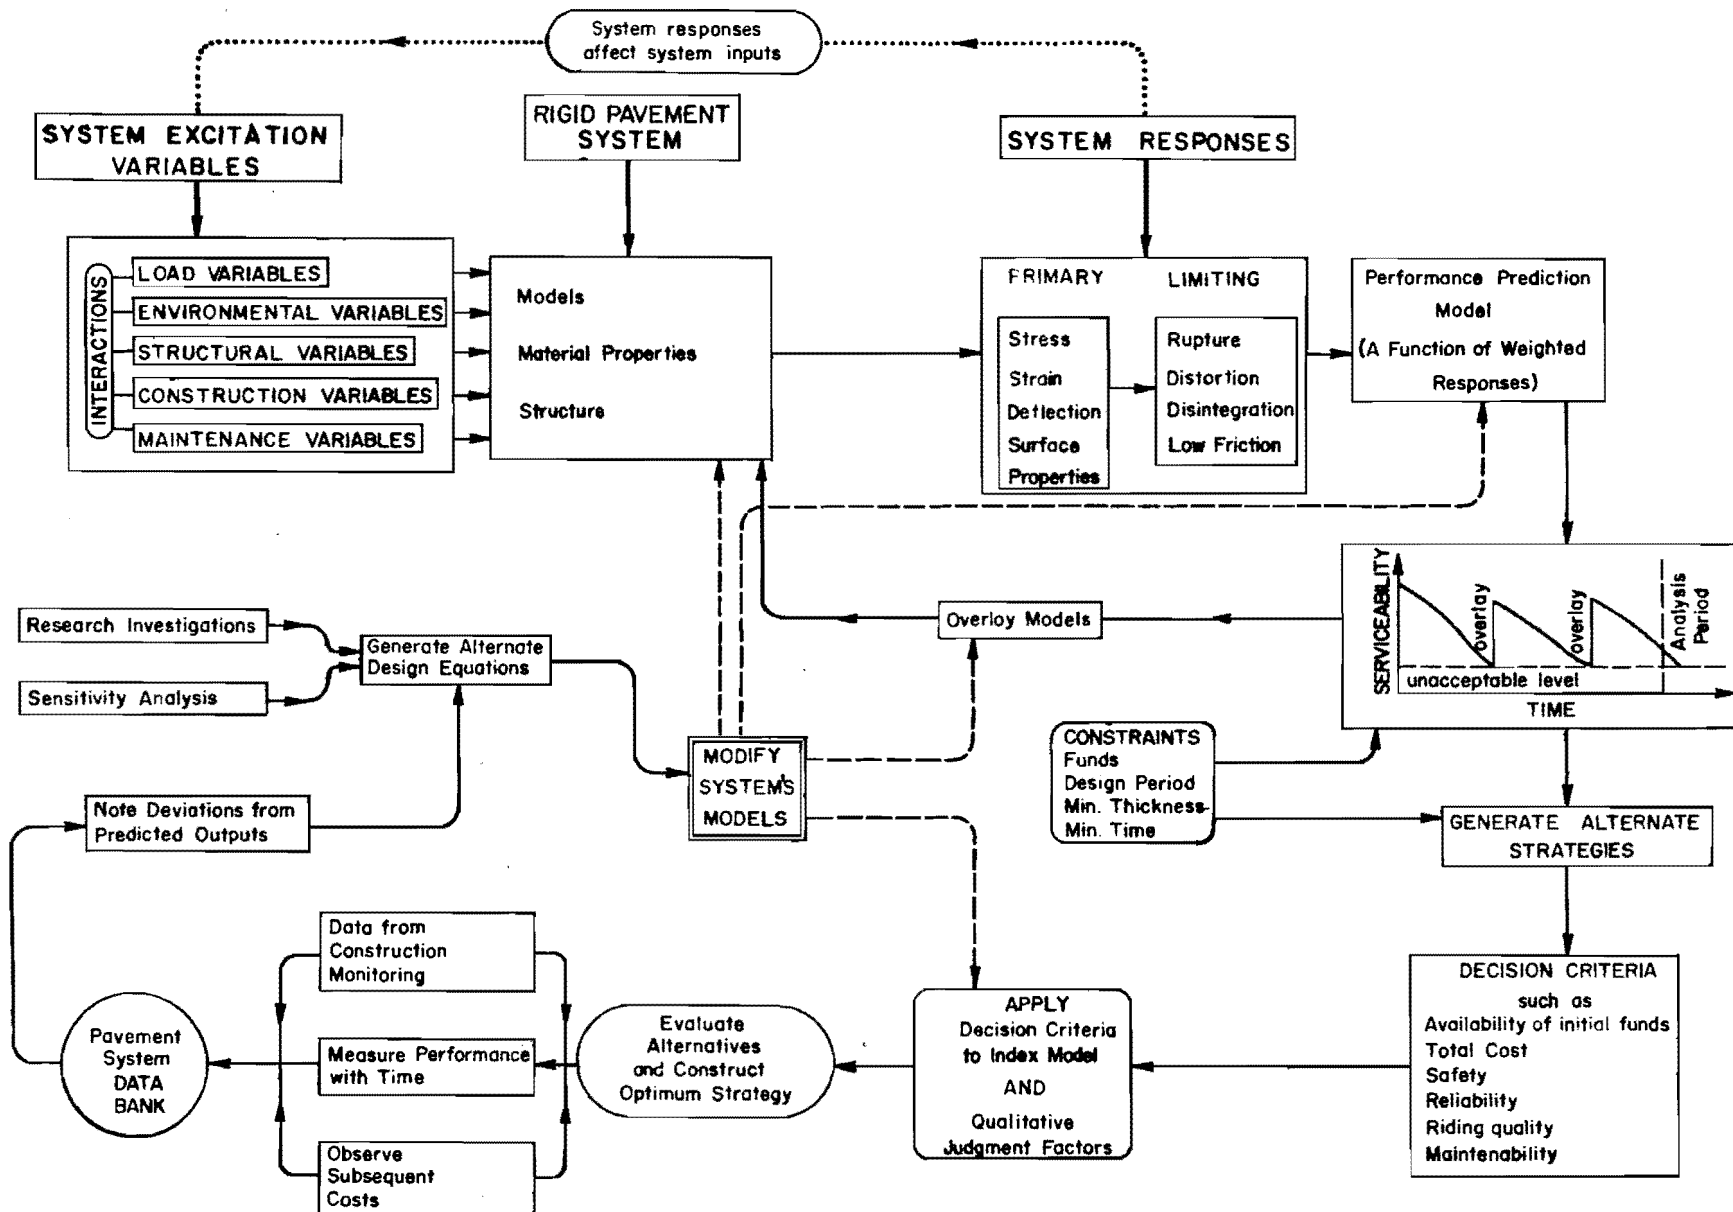 System responses
affect system inputs
SYSTEM EXCITATION
VARIABLES
RIGID PAVEMENT
SYSTEM
SYSTEM RESPONSES
INTERACTIONS
LOAD VARIABLES
ENVIRONMENTAL VARIABLES
STRUCTURAL VARIABLES
CONSTRUCTION VARIABLES
MAINTENANCE VARIABLES
Models
Material Properties
Structure
PRIMARY
Stress
Strain
Deflection
Surface
Properties
LIMITING
Rupture
Distortion
Disintegration
Low Friction
Performance Prediction
Model
(A Function of Weighted
Responses)
SERVICEABILITY
overlay
overlay
Analysis
Period
unacceptable level
TIME
Overloy Models
Research Investigations
Sensitivity Analysis
Generate Alternate
Design Equations
MODIFY
SYSTEM'S
MODELS
CONSTRAINTS
Funds
Design Period
Min. Thickness
Min. Time
GENERATE ALTERNATE
STRATEGIES
Note Deviations from
Predicted Outputs
Data from
Construction
Monitoring
Pavement
System
DATA
BANK
Measure Performance
with Time
Observe
Subsequent
Costs
Evaluate
Alternatives
and Construct
Optimum Strategy
APPLY
Decision Criteria
to Index Model
AND
Qualitative
Judgment Factors
DECISION CRITERIA
such as
Availability of initial funds
Total Cost
Safety
Reliability
Riding quality
Maintenability